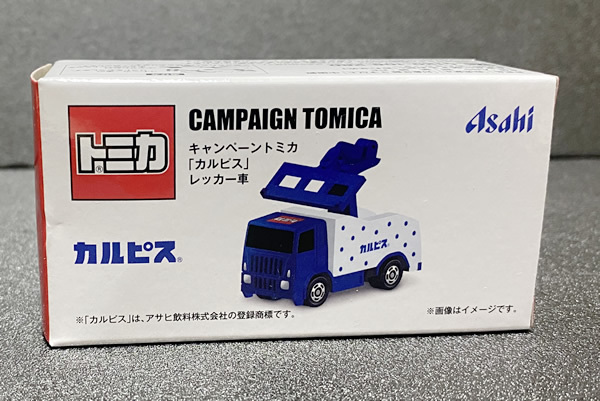 トミカ®
CAMPAIGN TOMICA
Asahi
キャンペーントミカ
「カルピス」
レッカー車
カルピス®
カルピス
※「カルピス」は、アサヒ飲料株式会社の登録商標です。
※画像はイメージです。